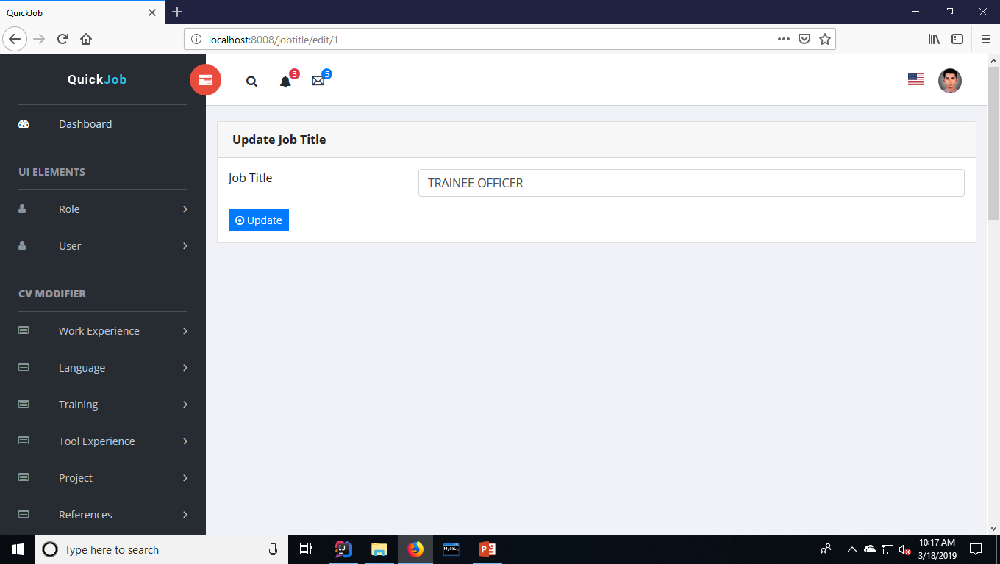 QuickJob
localhost:8008/jobtitle/edit/1
QuickJob
3
5
Dashboard
Update Job Title
UI ELEMENTS
Job Title
TRAINEE OFFICER
Role
Update
User
CV MODIFIER
Work Experience
Language
Training
Tool Experience
Project
References
Type here to search
IJ
MySQL
P
10:17 AM
3/18/2019